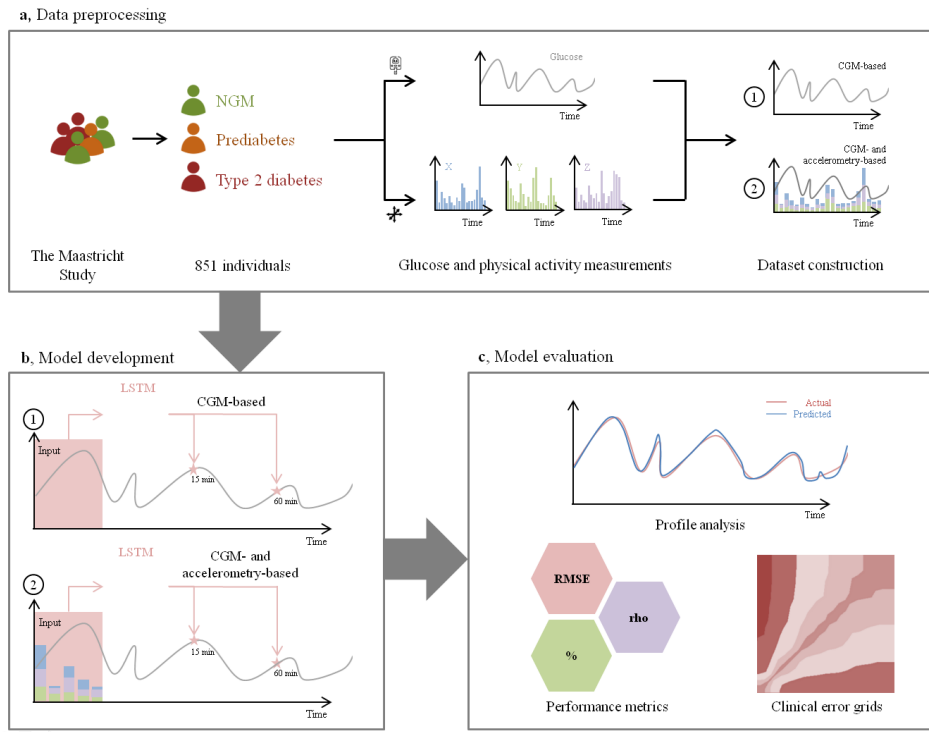 a, Data preprocessing
NGM
Prediabetes
Type 2 diabetes
The Maastricht
Study
851 individuals
Glucose
Time
X
Y
Z
Time
Time
Time
Glucose and physical activity measurements
1
CGM-based
Time
2
CGM- and
accelerometry-based
Time
Dataset construction
b, Model development
LSTM
CGM-based
1
Input
15 min
60 min
Time
LSTM
CGM- and
accelerometry-based
2
Input
15 min
60 min
Time
c, Model evaluation
Actual
Predicted
Time
Profile analysis
RMSE
rho
%
Performance metrics
Clinical error grids